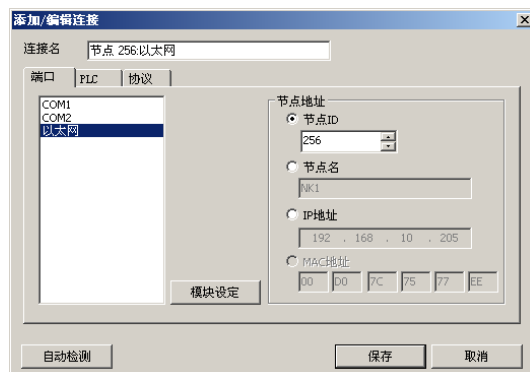 添加/编辑连接
连接名 节点 256:以太网
端口 PLC 协议
COM1
COM2
以太网
节点地址
节点ID
256
节点名
NK1
IP地址
192 . 168 . 10 . 205
MAC地址
00 D0 7C 75 77 EE
模块设定
自动检测 保存 取消